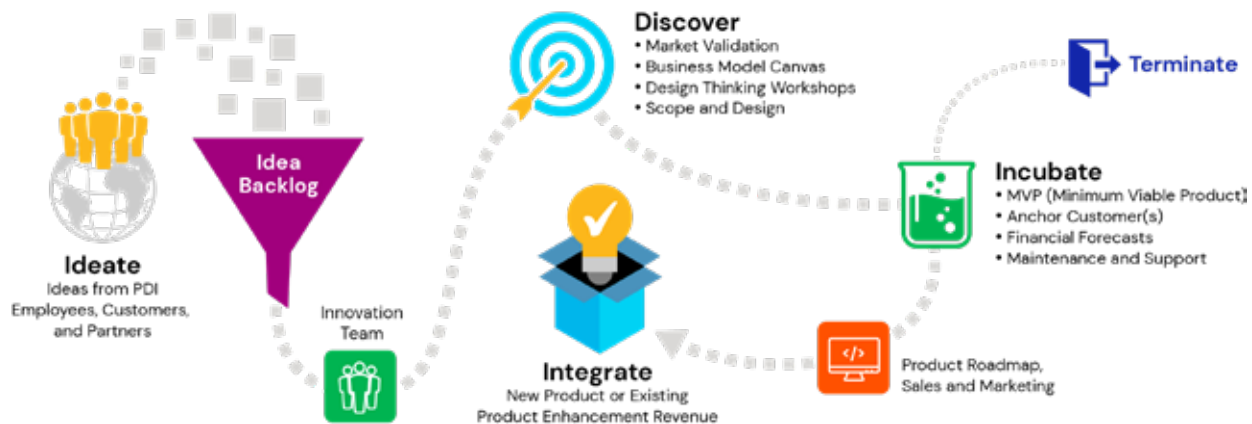 Ideate
Ideas from PDI
Employees, Customers,
and Partners
Idea
Backlog
Innovation
Team
Discover
• Market Validation
• Business Model Canvas
• Design Thinking Workshops
• Scope and Design
Terminate
Incubate
• MVP (Minimum Viable Product)
• Anchor Customer(s)
• Financial Forecasts
• Maintenance and Support
</>
Product Roadmap,
Sales and Marketing
Integrate
New Product or Existing
Product Enhancement Revenue